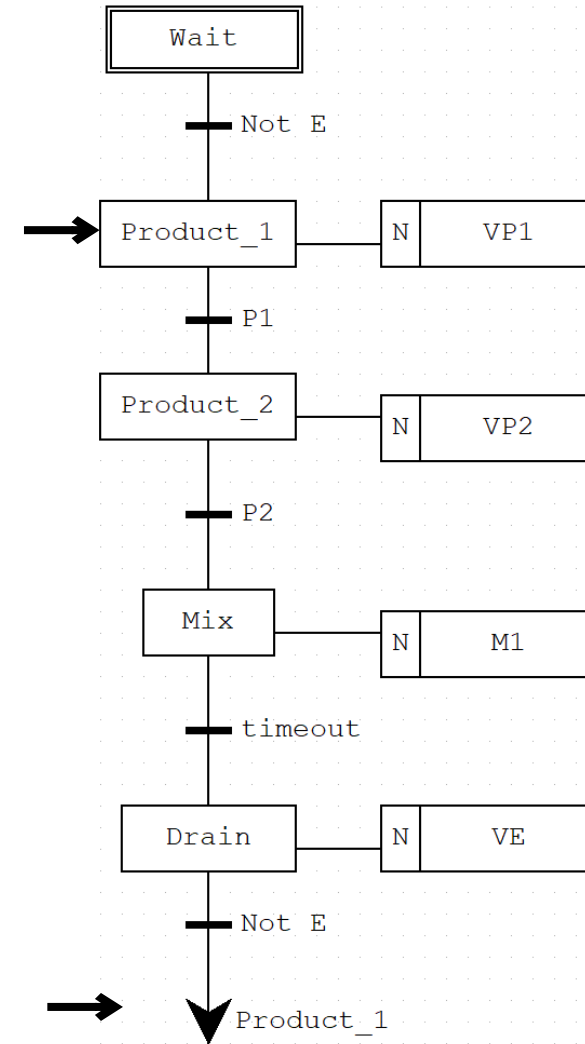 Wait
Not E
Product_1
N VP1
P1
Product_2
N VP2
P2
Mix
N M1
timeout
Drain
N VE
Not E
Product_1